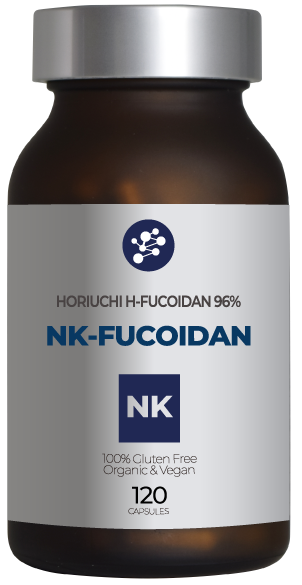 HORIUCHI H-FUCOIDAN 96%
NK-FUCOIDAN
NK
100% Gluten Free
Organic & Vegan
120
CAPSULES